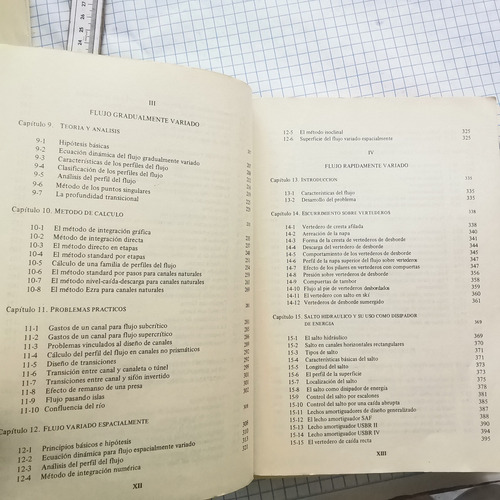 III
FLUJO GRADUALMENTE VARIADO
Capítulo 9. TEORIA Y ANALISIS
9-1 Hipótesis básicas
9-2 Ecuación dinámica del flujo gradualmente variado
9-3 Características de los perfiles del flujo
9-4 Clasificación de los perfiles del flujo
9-5 Análisis del perfil del flujo
9-6 Método de los puntos singulares
9-7 La profundidad transicional
Capítulo 10. METODO DE CALCULO
10-1 El método de integración gráfica
10-2 Método de integración directa
10-3 El método directo en etapas
10-4 El método standard por etapas
10-5 Cálculo de una familia de perfiles del flujo
10-6 El método standard por pasos para canales naturales
10-7 El método nivel-caída-descarga para canales naturales
10-8 El método Ezra para canales naturales
Capítulo 11. PROBLEMAS PRACTICOS
11-1 Gastos de un canal para flujo subcrítico
11-2 Gastos de un canal para flujo supercrítico
11-3 Problemas vinculados al diseño de canales
11-4 Cálculo del perfil del flujo en canales no prismáticos
11-5 Diseño de transiciones
11-6 Transición entre canal y canaleta o túnel
11-7 Transiciones entre canal y sifón invertido
11-8 Efecto de remanso de una presa
11-9 Flujo pasando islas
11-10 Confluencia del río
Capítulo 12. FLUJO VARIADO ESPACIALMENTE
12-1 Principios básicos e hipótesis
12-2 Ecuación dinámica para flujo espacialmente variado
12-3 Análisis del perfil del flujo
12-4 Método de integración numérica
XII
12-5 El método isoclinal 325
12-6 Superficie del flujo variado espacialmente 325
IV
FLUJO RAPIDAMENTE VARIADO
Capítulo 13. INTRODUCCION 335
13-1 Características del flujo 335
13-2 Desarrollo del problema 335
Capítulo 14. ESCURRIMIENTO SOBRE VERTEDEROS
14-1 Vertedero de cresta afilada 338
14-2 Aereación de la napa 340
14-3 Forma de la cresta de vertederos de desborde 341
14-4 Descarga del vertedero de desborde 344
14-5 Comportamiento de los vertederos de desborde
14-6 Perfil de la napa superior del flujo sobre vertederos
14-7 Efecto de los pilares en vertederos con compuertas
14-8 Presión sobre vertederos de desborde
14-9 Compuertas de tambor
14-10 Flujo al pie de vertederos desbordados
14-11 El vertedero con salto en skí
14-12 Vertederos de desborde sumergido 361
Capítulo 15. SALTO HIDRAULICO Y SU USO COMO DISIPADOR
DE ENERGIA 369
15-1 El salto hidráulico 369
15-2 Salto en canales horizontales rectangulares 370
15-3 Tipos de salto 371
15-4 Características básicas del salto
15-5 Longitud del salto
15-6 El perfil de la superficie
15-7 Localización del salto 375
15-8 El salto como disipador de energía 378
15-9 Control del salto por escalones 381
15-10 Control del salto por una caída abrupta 385
15-11 Lechos amortiguadores de diseño generalizado 387
15-12 Lecho amortiguador SAF 388
15-13 Lecho amortiguador USBR II 390
15-14 Lecho amortiguador USBR IV 394
15-15 El vertedero de caída recta 395
XIII